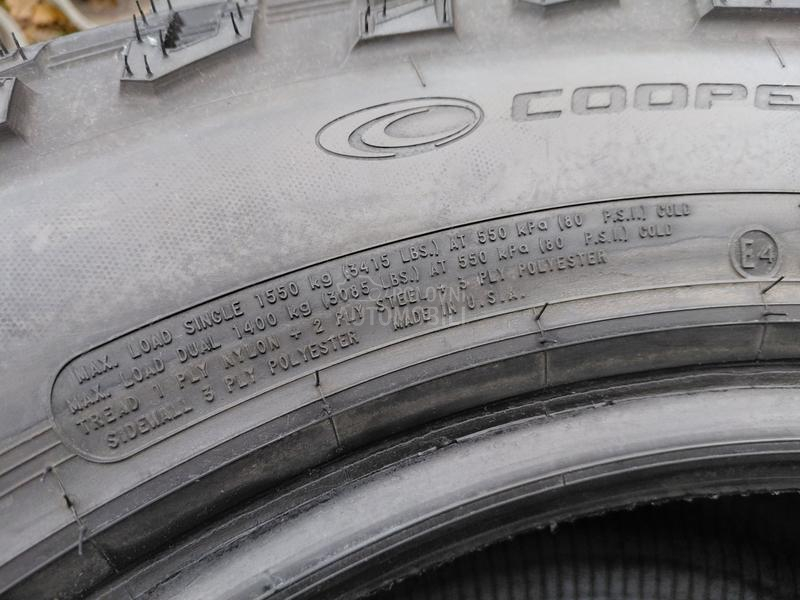 COOPE
MAX. LOAD SINGLE 1550 kg (3415 LBS.) AT 550 kPa (80 P.S.I.) COLD
MAX. LOAD DUAL 1400 kg (3085 LBS.) AT 550 kPa (80 P.S.I.) COLD
TREAD 1 PLY NYLON + 2 PLY STEEL + 3 PLY POLYESTER
SIDEWALL 3 PLY POLYESTER MADE IN U.S.A.
E4
POLOVNI
AUTOMOBILI